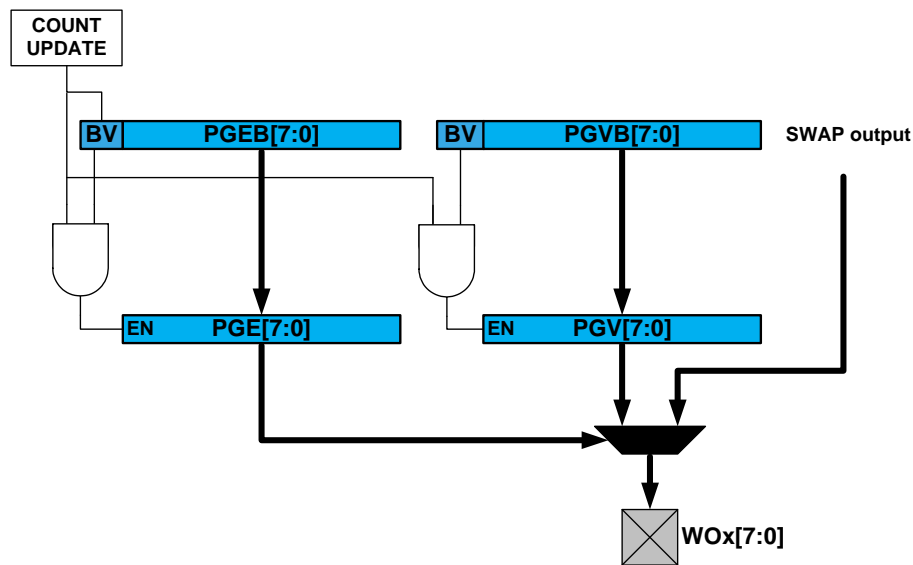 COUNT
UPDATE
BV PGEB[7:0]
BV PGVB[7:0]
SWAP output
EN PGE[7:0]
EN PGV[7:0]
WOx[7:0]